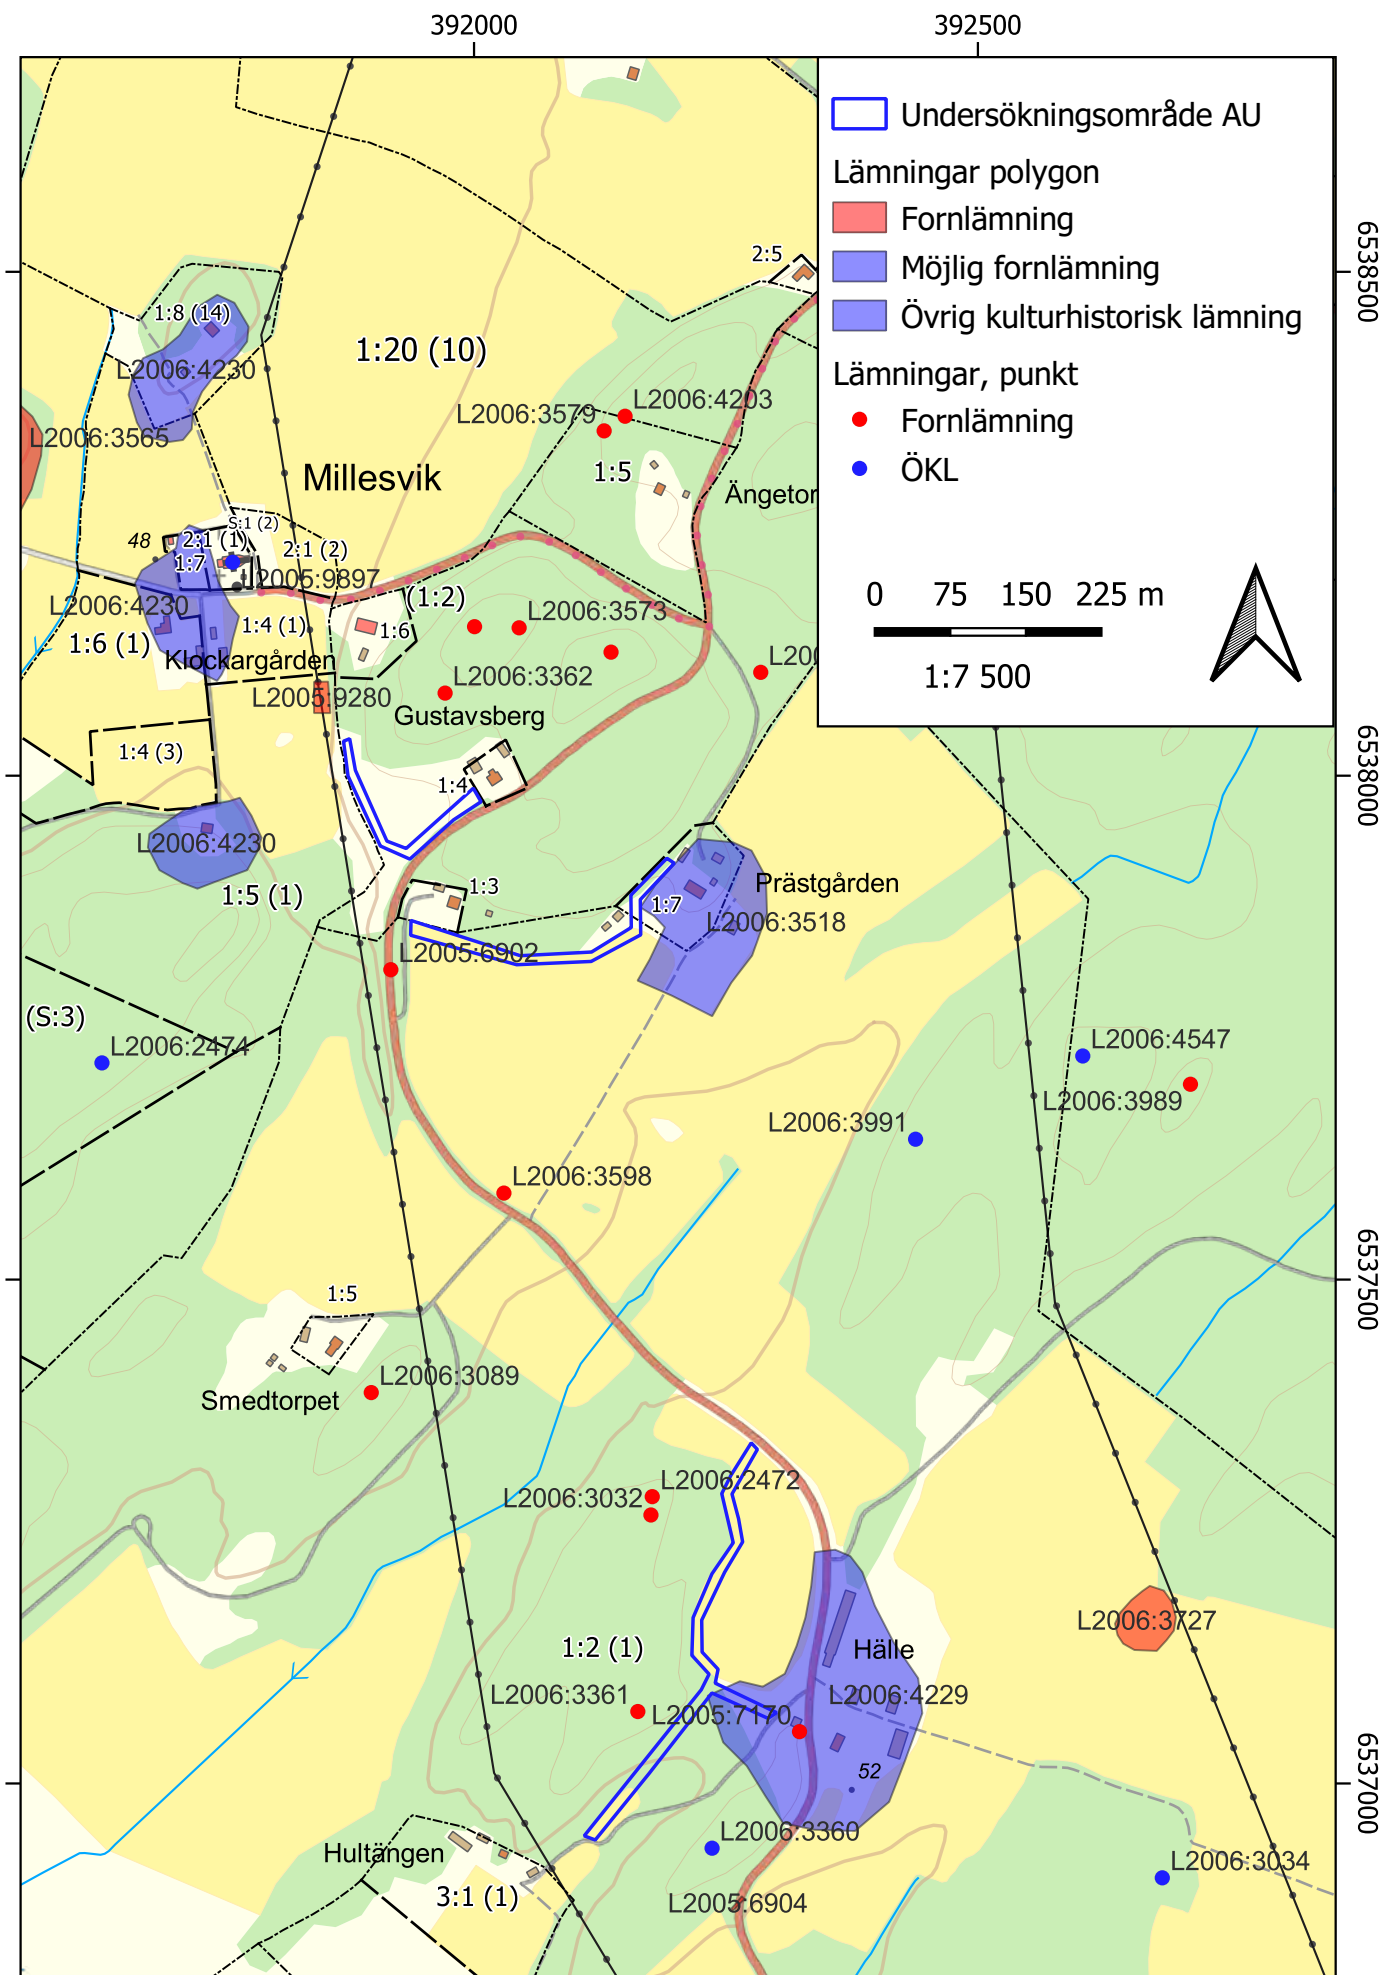 392000
392500
Undersökningsområde AU
Lämningar polygon
Fornlämning
Möjlig fornlämning
Övrig kulturhistorisk lämning
Lämningar, punkt
Fornlämning
ÖKL
0 75 150 225 m
1:7 500
6538500
6538000
6537500
6537000
2:5
1:8 (14)
L2006:4230
1:20 (10)
L2006:4203
L2006:3579
L2006:3565
1:5
Millesvik
Ängetor
S:1 (2)
48
2:1 (1)
2:1 (2)
1:7
L2005:9897
L2006:4230
(1:2)
L2006:3573
1:4 (1)
1:6
1:6 (1)
Klockargården
L200
L2006:3362
L2005:9280
Gustavsberg
1:4 (3)
1:4
L2006:4230
1:5 (1)
1:3
Prästgården
1:7
L2006:3518
L2005:6902
(S:3)
L2006:2474
L2006:4547
L2006:3989
L2006:3991
L2006:3598
1:5
L2006:3089
Smedtorpet
L2006:2472
L2006:3032
L2006:3727
1:2 (1)
Hälle
L2006:3361
L2006:4229
L2005:7170
52
L2006:3360
Hultängen
L2006:3034
3:1 (1)
L2005:6904